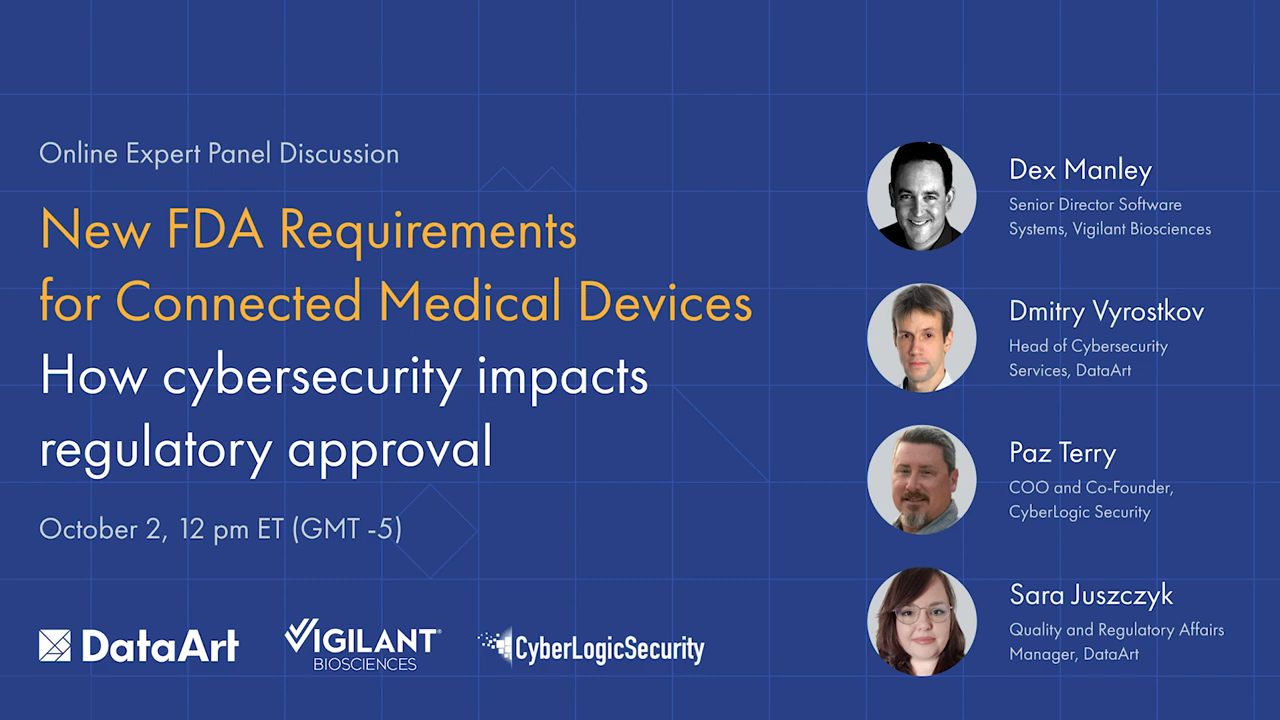 Online Expert Panel Discussion
New FDA Requirements
for Connected Medical Devices
How cybersecurity impacts
regulatory approval
October 2, 12 pm ET (GMT -5)
DataArt
VIGILANT®
BIOSCIENCES
CyberLogicSecurity
Dex Manley
Senior Director Software
Systems, Vigilant Biosciences
Dmitry Vyrostkov
Head of Cybersecurity
Services, DataArt
Paz Terry
COO and Co-Founder,
CyberLogic Security
Sara Juszczyk
Quality and Regulatory Affairs
Manager, DataArt